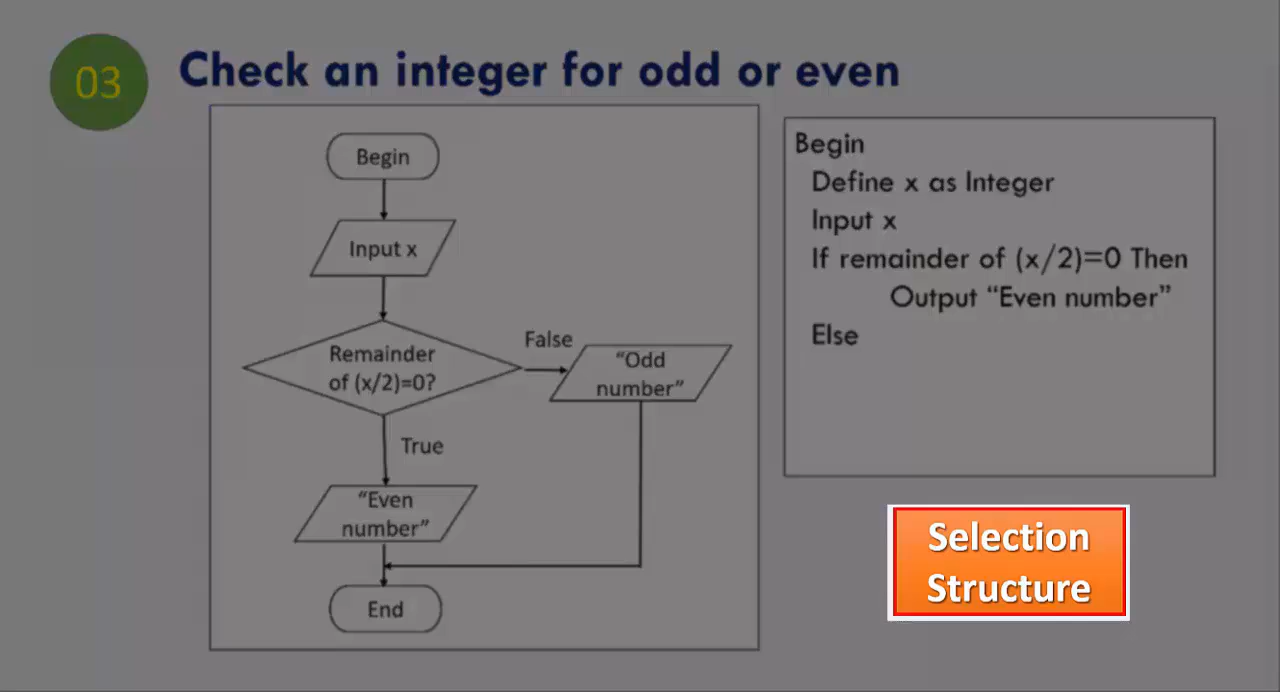 03
Check an integer for odd or even
Begin
Input x
Remainder
of (x/2)=0?
False
"Odd
number"
True
"Even
number"
End
Begin
Define x as Integer
Input x
If remainder of (x/2)=0 Then
Output “Even number”
Else
Selection
Structure